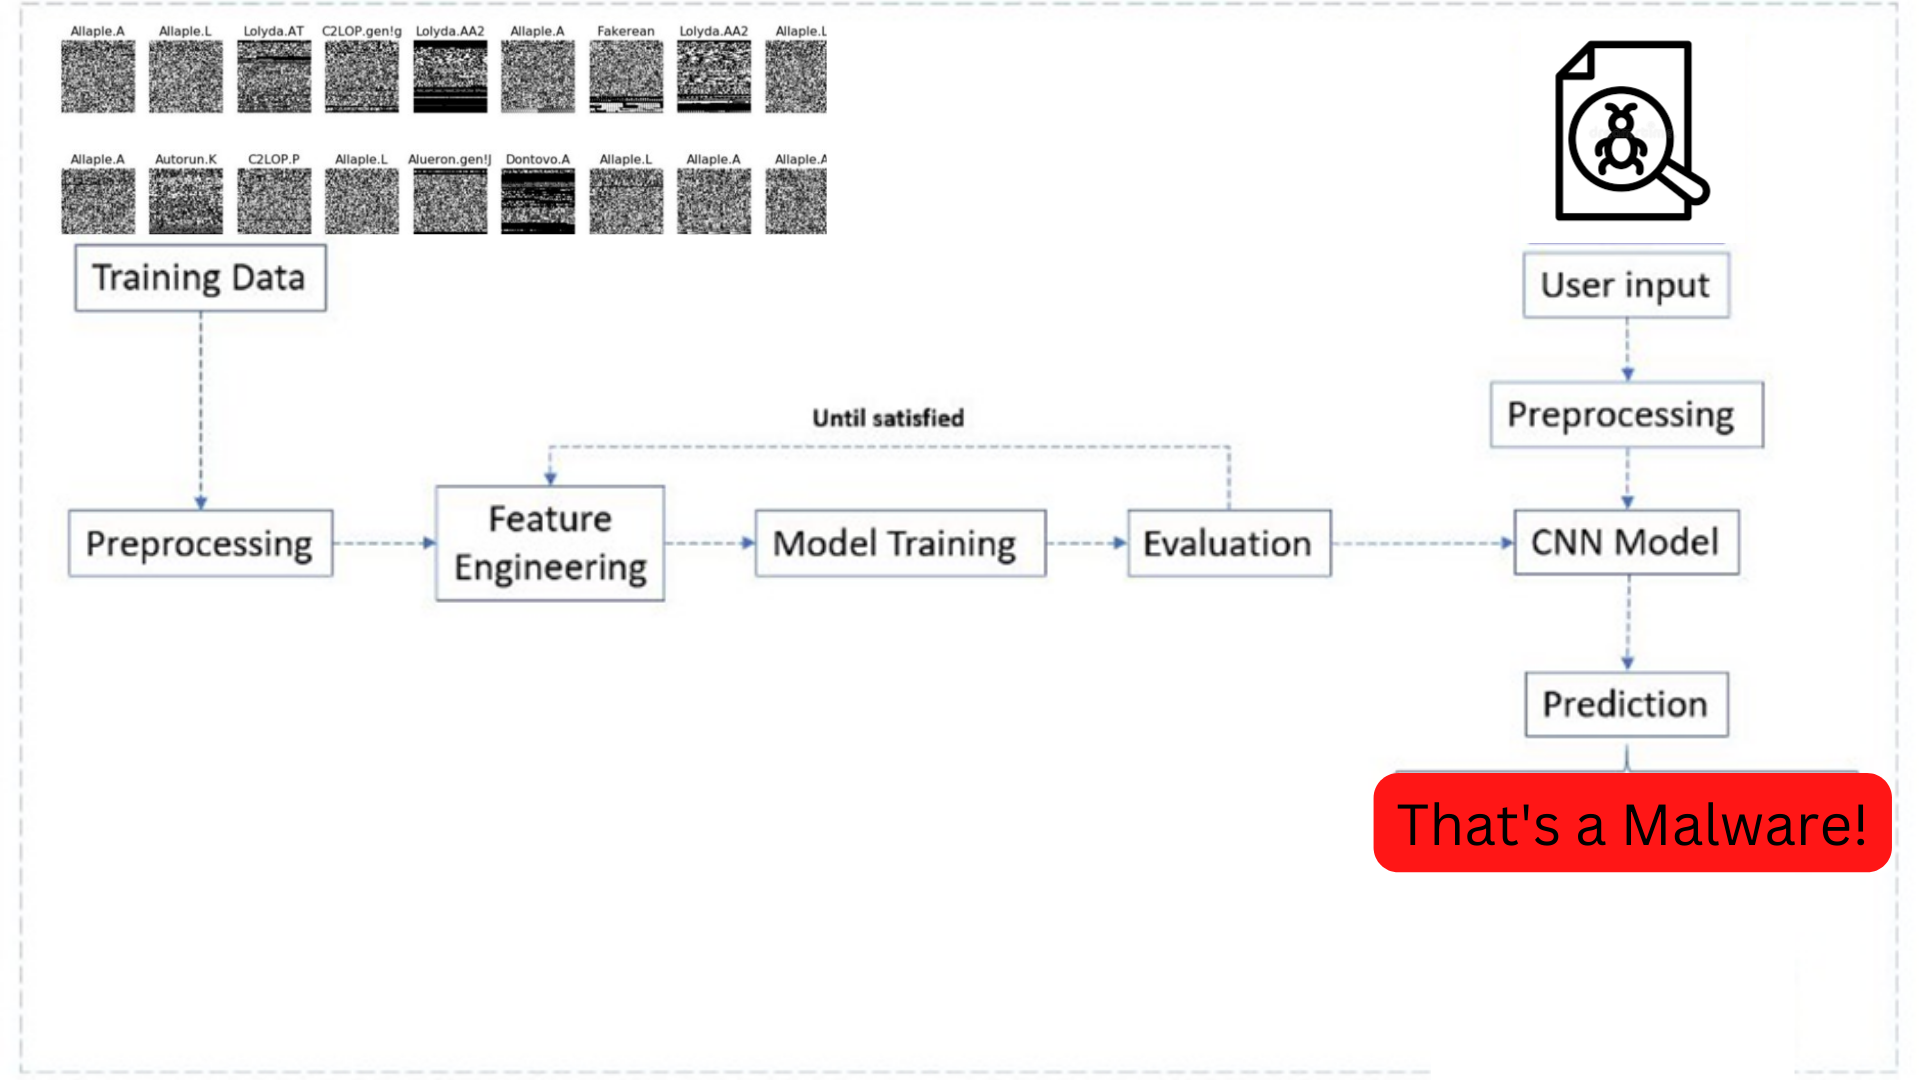 Allaple.A Allaple.L Lolyda.AT C2LOP.gen!g Lolyda.AA2 Allaple.A Fakerean Lolyda.AA2 Allaple.L
Allaple.A Autorun.K C2LOP.P Allaple.L Alueron.gen!J Dontovo.A Allaple.L Allaple.A Allaple.A
Training Data
User input
Preprocessing
Until satisfied
Preprocessing
Feature
Engineering
Model Training
Evaluation
CNN Model
Prediction
That's a Malware!